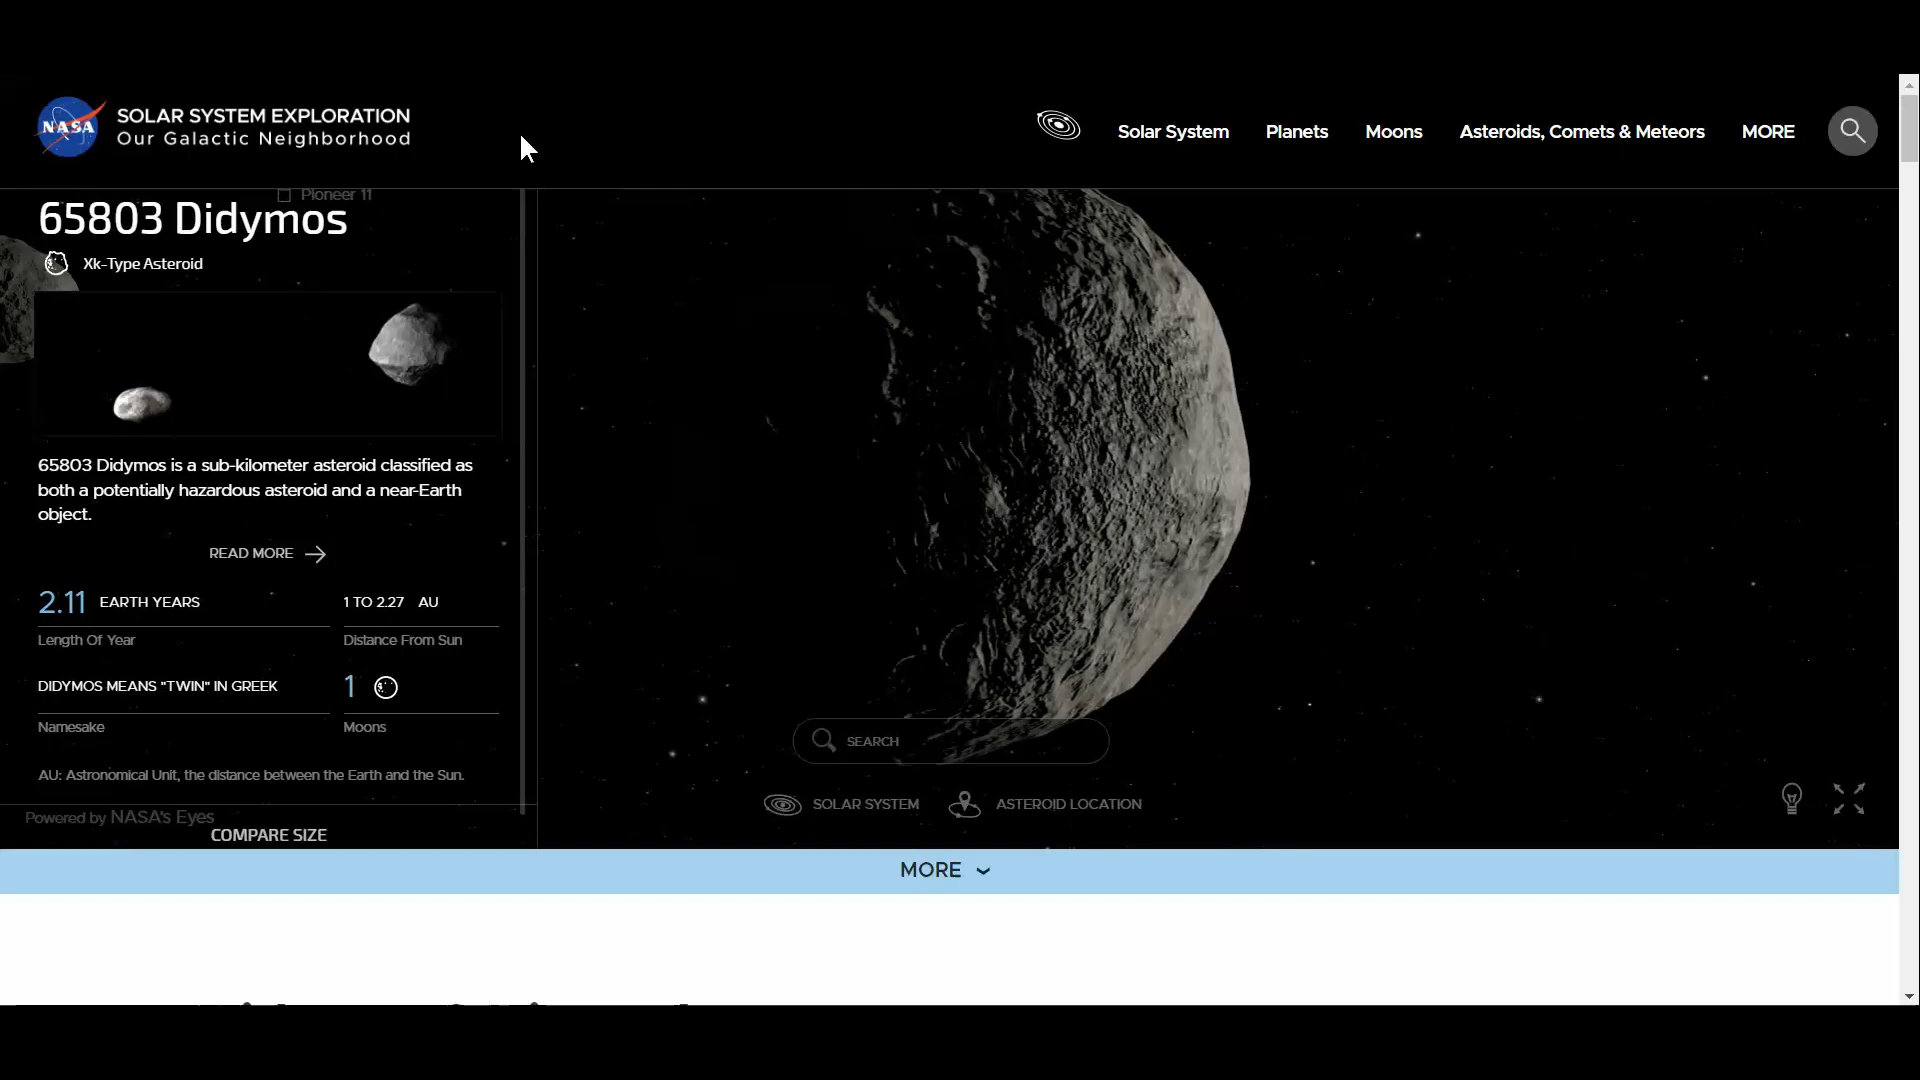 NASA
SOLAR SYSTEM EXPLORATION
Our Galactic Neighborhood
Solar System
Planets
Moons
Asteroids, Comets & Meteors
MORE
Pioneer 11
65803 Didymos
Xk-Type Asteroid
65803 Didymos is a sub-kilometer asteroid classified as
both a potentially hazardous asteroid and a near-Earth
object.
READ MORE
2.11 EARTH YEARS
Length Of Year
1 TO 2.27 AU
Distance From Sun
DIDYMOS MEANS "TWIN" IN GREEK
Namesake
1
Moons
AU: Astronomical Unit, the distance between the Earth and the Sun.
Powered by NASA's Eyes
COMPARE SIZE
SEARCH
SOLAR SYSTEM
ASTEROID LOCATION
MORE